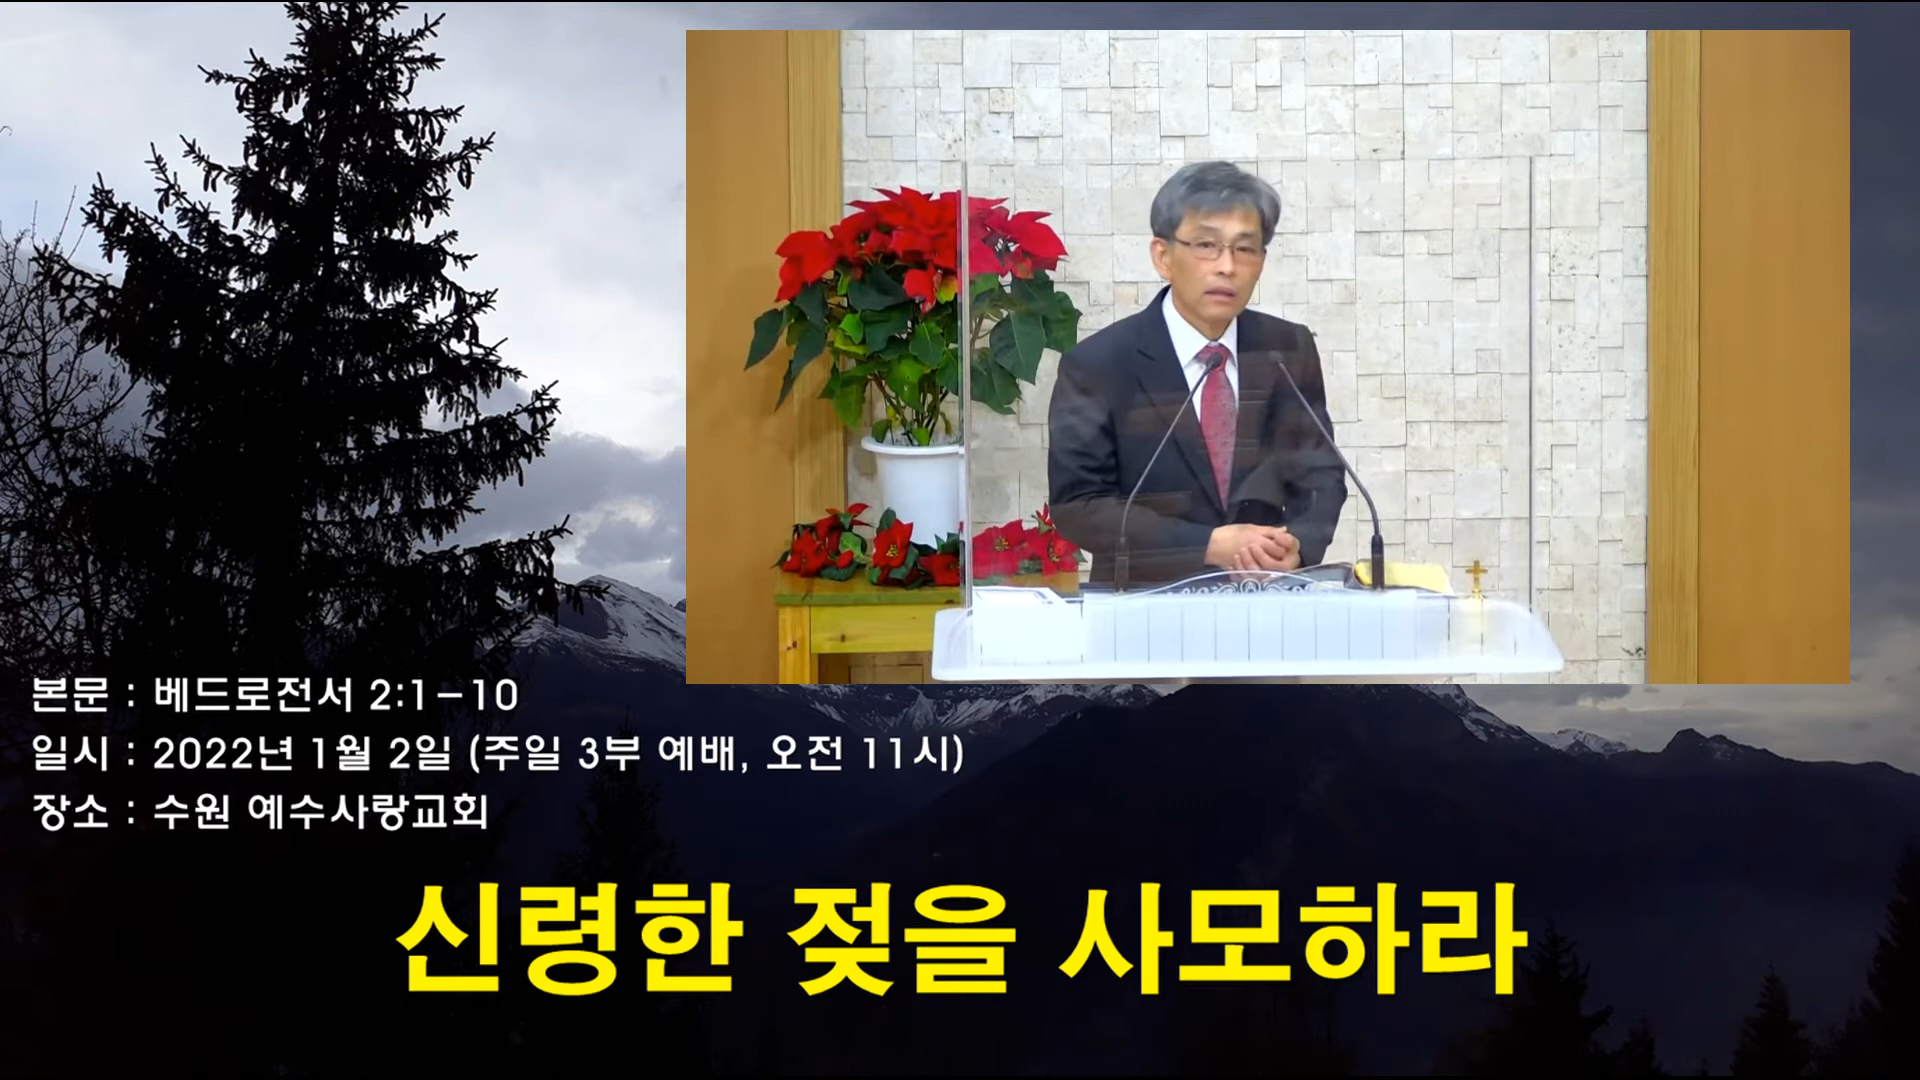 본문 : 베드로전서 2:1-10
일시 : 2022년 1월 2일 (주일 3부 예배, 오전 11시)
장소 : 수원 예수사랑교회
신령한 젖을 사모하라